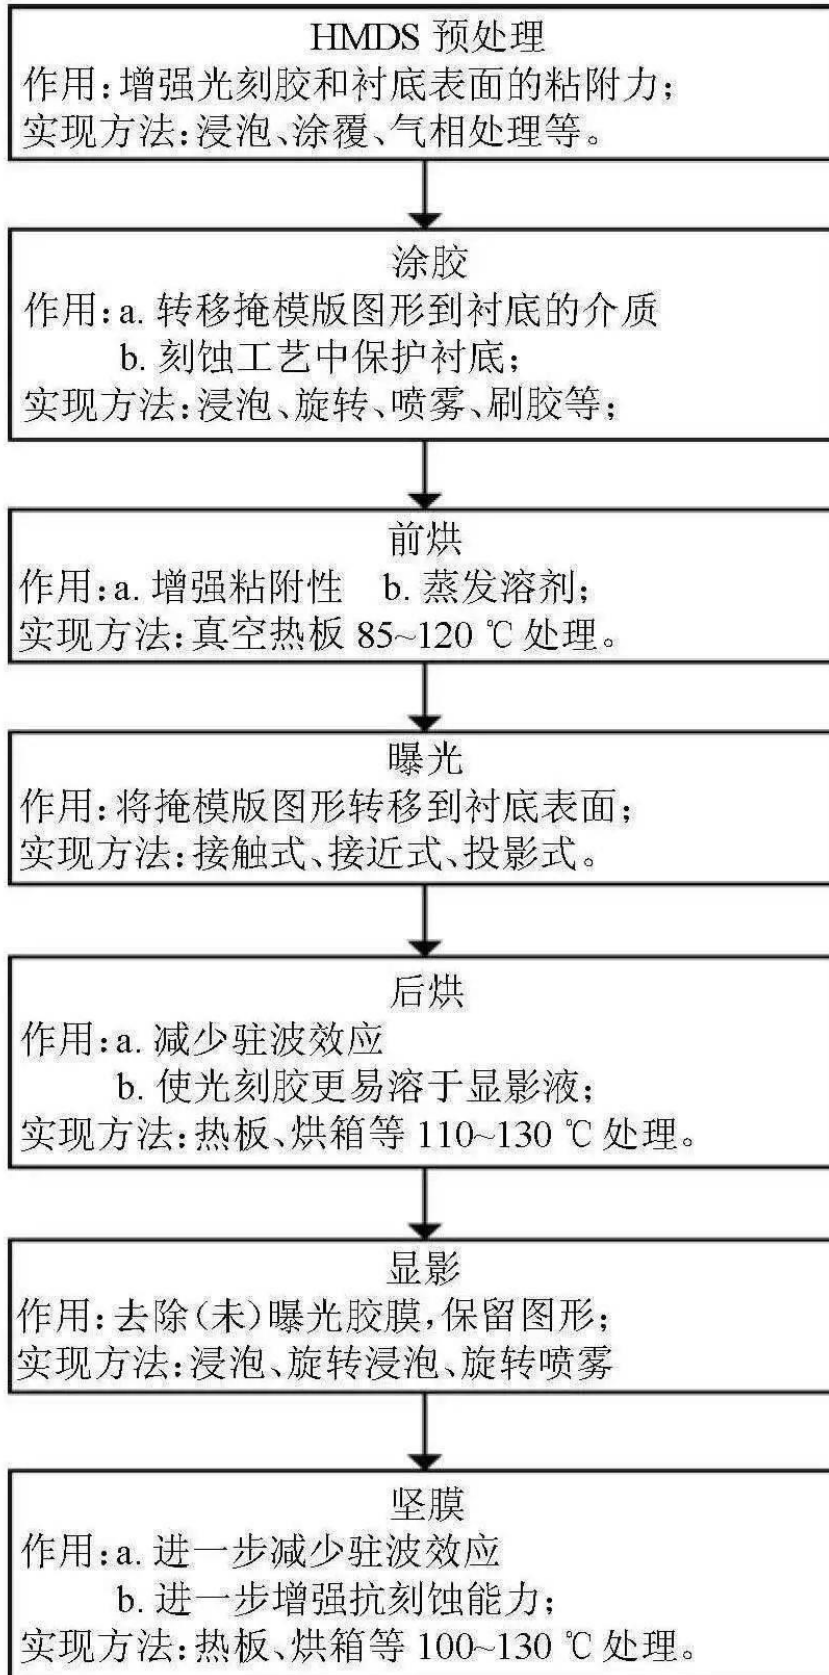 HMDS 预处理
作用:增强光刻胶和衬底表面的粘附力;
实现方法:浸泡、涂覆、气相处理等。
涂胶
作用:a. 转移掩模版图形到衬底的介质
b. 刻蚀工艺中保护衬底;
实现方法:浸泡、旋转、喷雾、刷胶等;
前烘
作用:a. 增强粘附性 b. 蒸发溶剂;
实现方法:真空热板 85~120 ℃ 处理。
曝光
作用:将掩模版图形转移到衬底表面;
实现方法:接触式、接近式、投影式。
后烘
作用:a. 减少驻波效应
b. 使光刻胶更易溶于显影液;
实现方法:热板、烘箱等 110~130 ℃ 处理。
显影
作用:去除(未)曝光胶膜,保留图形;
实现方法:浸泡、旋转浸泡、旋转喷雾
坚膜
作用:a. 进一步减少驻波效应
b. 进一步增强抗刻蚀能力;
实现方法:热板、烘箱等 100~130 ℃ 处理。